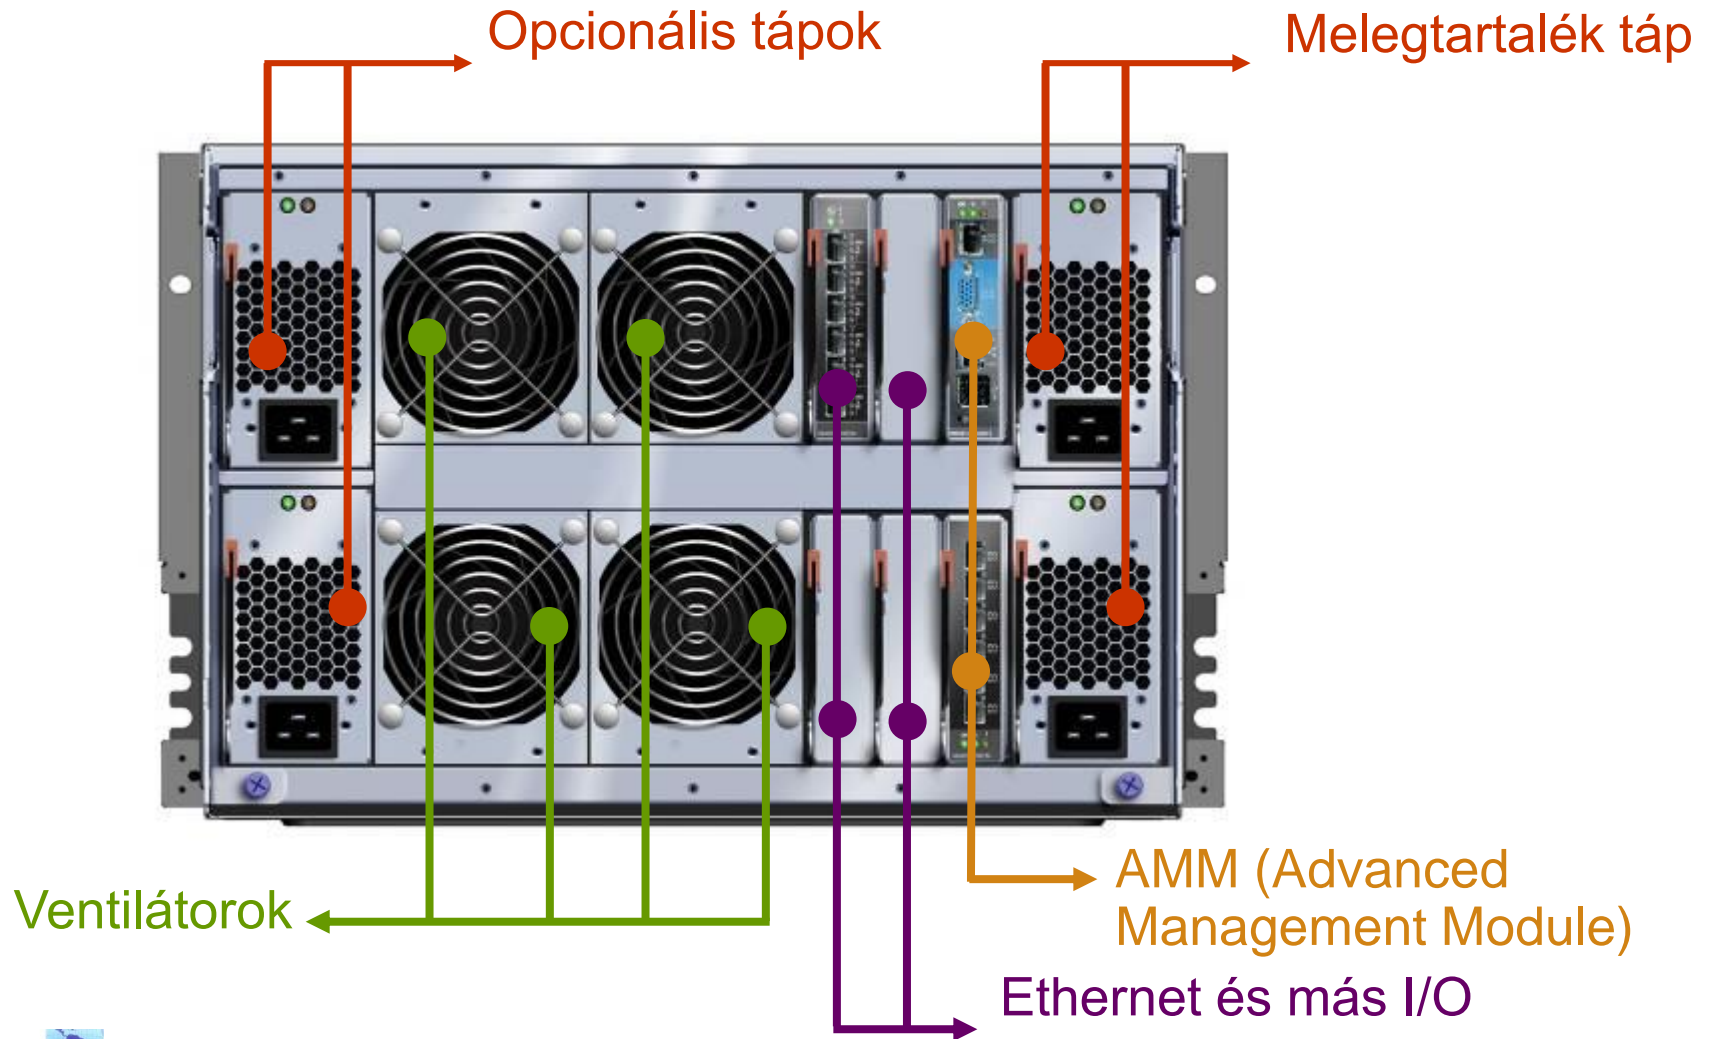 Opcionális tápok
Melegtartalék táp
Ventilátorok
AMM (Advanced
Management Module)
Ethernet és más I/O